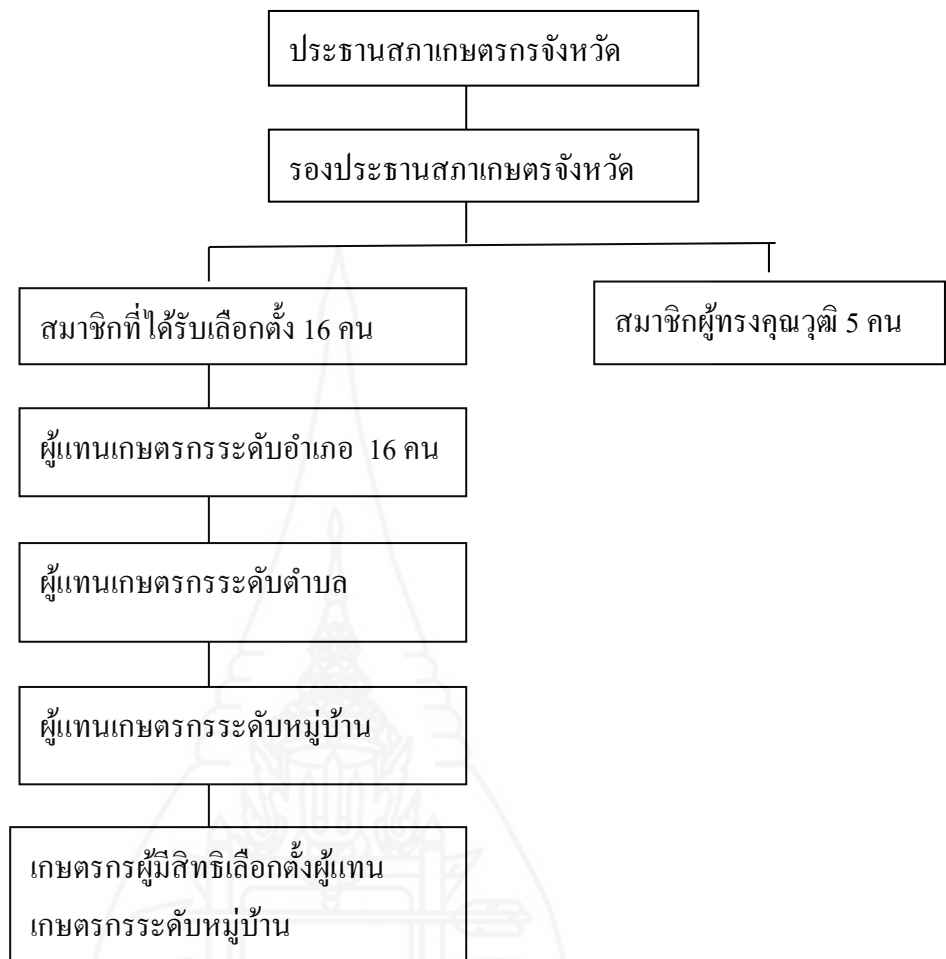 ประธานสภาเกษตรกรจังหวัด
รองประธานสภาเกษตรจังหวัด
สมาชิกที่ได้รับเลือกตั้ง 16 คน
สมาชิกผู้ทรงคุณวุฒิ 5 คน
ผู้แทนเกษตรกรระดับอำเภอ 16 คน
ผู้แทนเกษตรกรระดับตำบล
ผู้แทนเกษตรกรระดับหมู่บ้าน
เกษตรกรผู้มีสิทธิเลือกตั้งผู้แทน
เกษตรกรระดับหมู่บ้าน